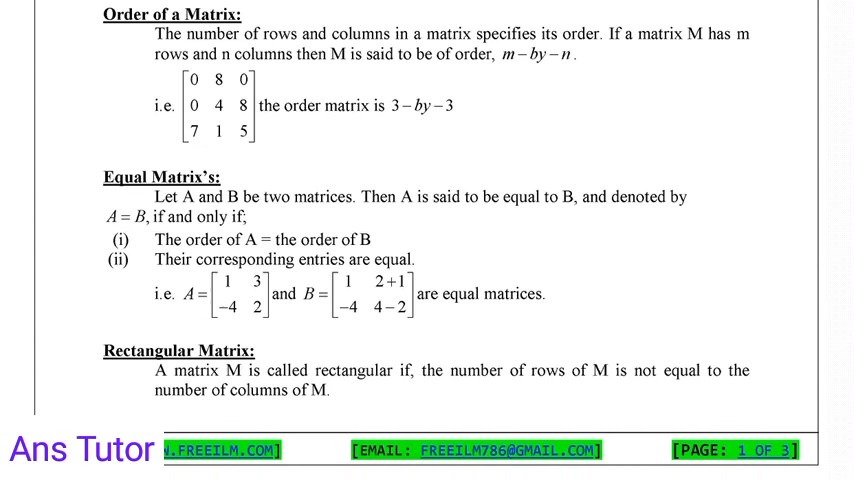 Order of a Matrix:
The number of rows and columns in a matrix specifies its order. If a matrix M has m
rows and n columns then M is said to be of order, m – by – n.
0 8 0
i.e. 0 4 8 the order matrix is 3 – by – 3
7 1 5
Equal Matrix's:
Let A and B be two matrices. Then A is said to be equal to B, and denoted by
A = B, if and only if;
(i) The order of A = the order of B
(ii) Their corresponding entries are equal.
i.e. A = [1 3; −4 2] and B = [1 2+1; −4 4−2] are equal matrices.
Rectangular Matrix:
A matrix M is called rectangular if, the number of rows of M is not equal to the
number of columns of M.
Ans Tutor .FREEILM.COM] [EMAIL: FREEILM786@GMAIL.COM] [PAGE: 1 OF 3]